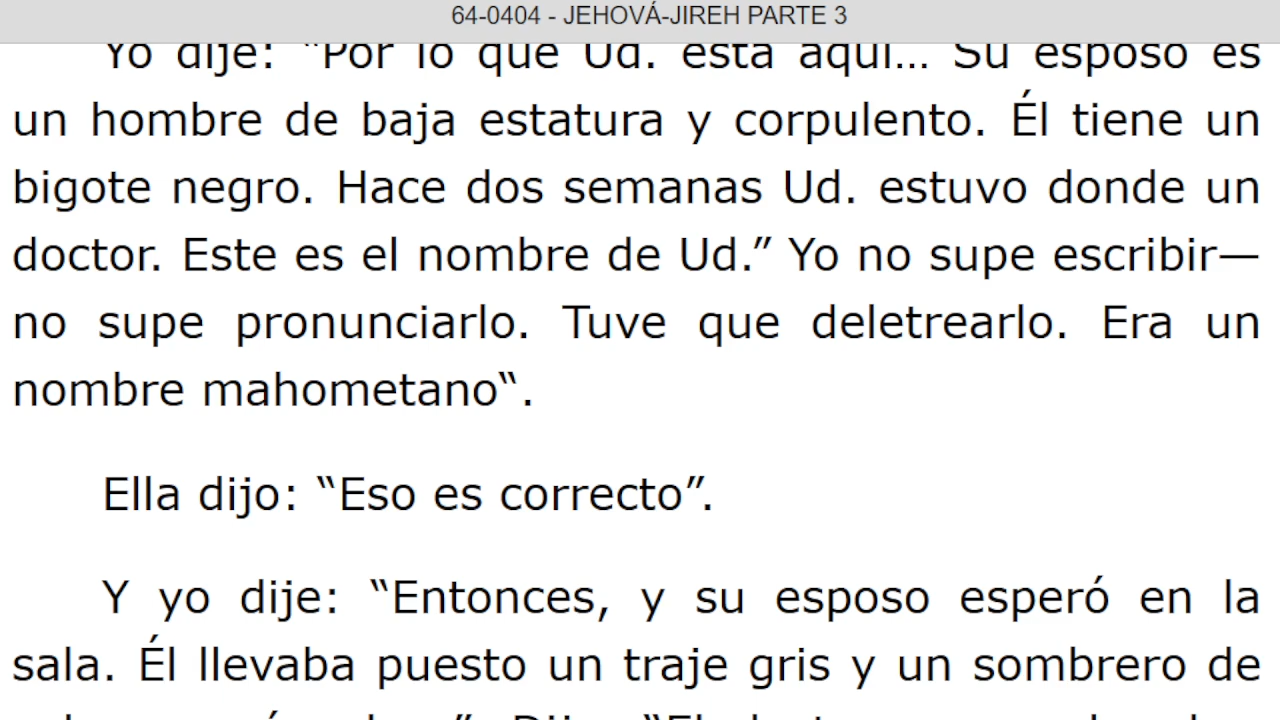 64-0404 - JEHOVÁ-JIREH PARTE 3
Yo dije: “Por lo que Ud. está aquí... Su esposo es
un hombre de baja estatura y corpulento. Él tiene un
bigote negro. Hace dos semanas Ud. estuvo donde un
doctor. Este es el nombre de Ud.” Yo no supe escribir—
no supe pronunciarlo. Tuve que deletrearlo. Era un
nombre mahometano“.
Ella dijo: “Eso es correcto”.
Y yo dije: “Entonces, y su esposo esperó en la
sala. Él llevaba puesto un traje gris y un sombrero de